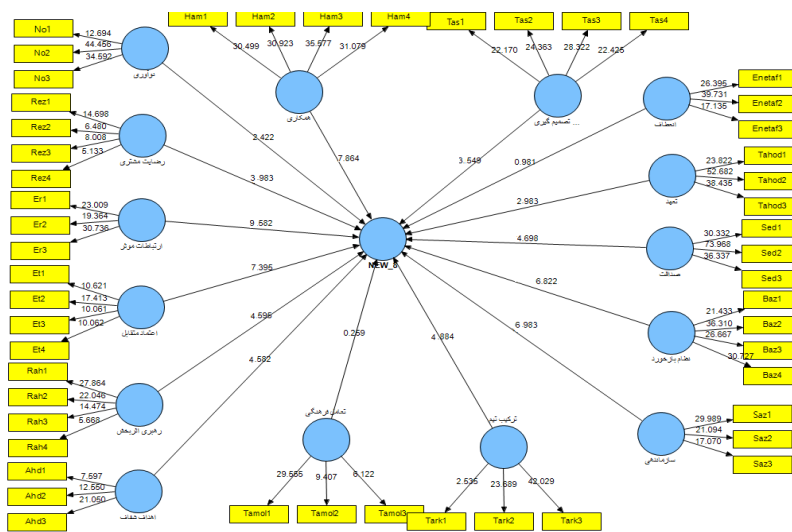 Ham1
Ham2
Ham3
Ham4
30.499
30.923
35.577
31.079
همکاری
7.864
Tas1
Tas2
Tas3
Tas4
22.170
24.363
28.322
22.425
تصمیم گیری
3.549
No1
No2
No3
12.694
44.456
34.592
نوآوری
2.422
Enetaf1
Enetaf2
Enetaf3
26.395
39.731
17.135
انعطاف
0.981
Rez1
Rez2
Rez3
Rez4
14.698
6.480
8.008
5.133
رضایت مشتری
3.983
Tahod1
Tahod2
Tahod3
23.822
52.682
38.436
تعهد
2.983
Er1
Er2
Er3
23.009
19.364
30.736
ارتباطات موثر
9.582
Sed1
Sed2
Sed3
30.332
73.968
36.337
صداقت
4.698
NEW_8
Et1
Et2
Et3
Et4
10.621
17.413
10.061
10.062
اعتماد متقابل
7.395
Baz1
Baz2
Baz3
Baz4
21.433
36.310
26.667
30.727
نظام بازخورد
6.822
Rah1
Rah2
Rah3
Rah4
27.864
22.046
14.474
5.668
رهبری اثربخش
4.595
Saz1
Saz2
Saz3
29.989
21.094
17.070
سازماندهی
6.983
Ahd1
Ahd2
Ahd3
7.597
12.550
21.050
اهداف شفاف
4.582
تعامل فرهنگی
0.259
29.555
9.407
6.122
Tamol1
Tamol2
Tamol3
ترکیب تیم
4.884
2.535
23.689
42.029
Tark1
Tark2
Tark3